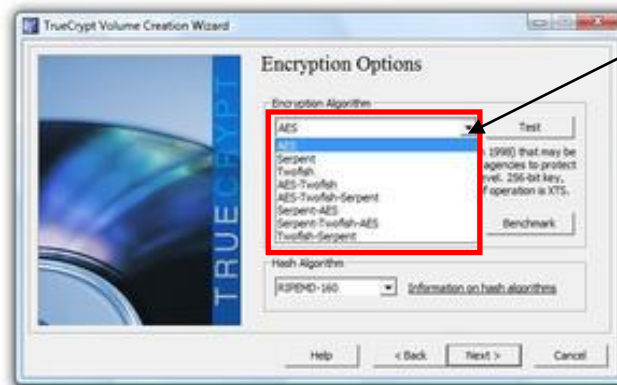 TrueCrypt Volume Creation Wizard
TRUECRYPT
Encryption Options
Encryption Algorithm
AES
Test
AES
Serpent
Twofish
AES-Twofish
AES-Twofish-Serpent
Serpent-AES
Serpent-Twofish-AES
Twofish-Serpent
1998) that may be
agencies to protect
level. 256-bit key,
of operation is XTS.
Benchmark
Hash Algorithm
RIPEMD-160
Information on hash algorithms
Help
< Back
Next >
Cancel